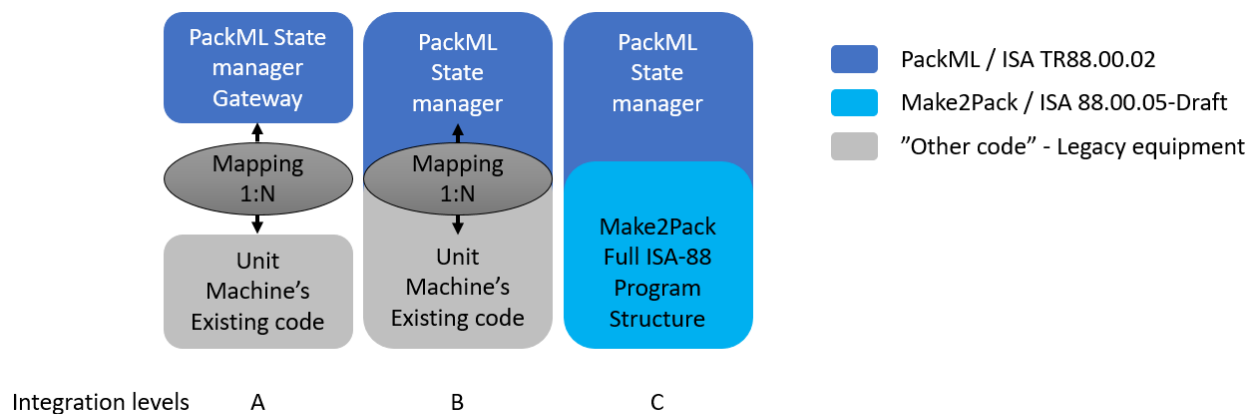 PackML State
manager
Gateway
Mapping
1:N
Unit
Machine's
Existing code
PackML
State
manager
Mapping
1:N
Unit
Machine's
Existing code
PackML
State
manager
Make2Pack
Full ISA-88
Program
Structure
PackML / ISA TR88.00.02
Make2Pack / ISA 88.00.05-Draft
”Other code” - Legacy equipment
Integration levels A B C